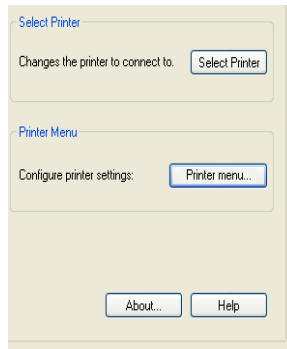 Select Printer
Changes the printer to connect to. Select Printer
Printer Menu
Configure printer settings: Printer menu...
About... Help